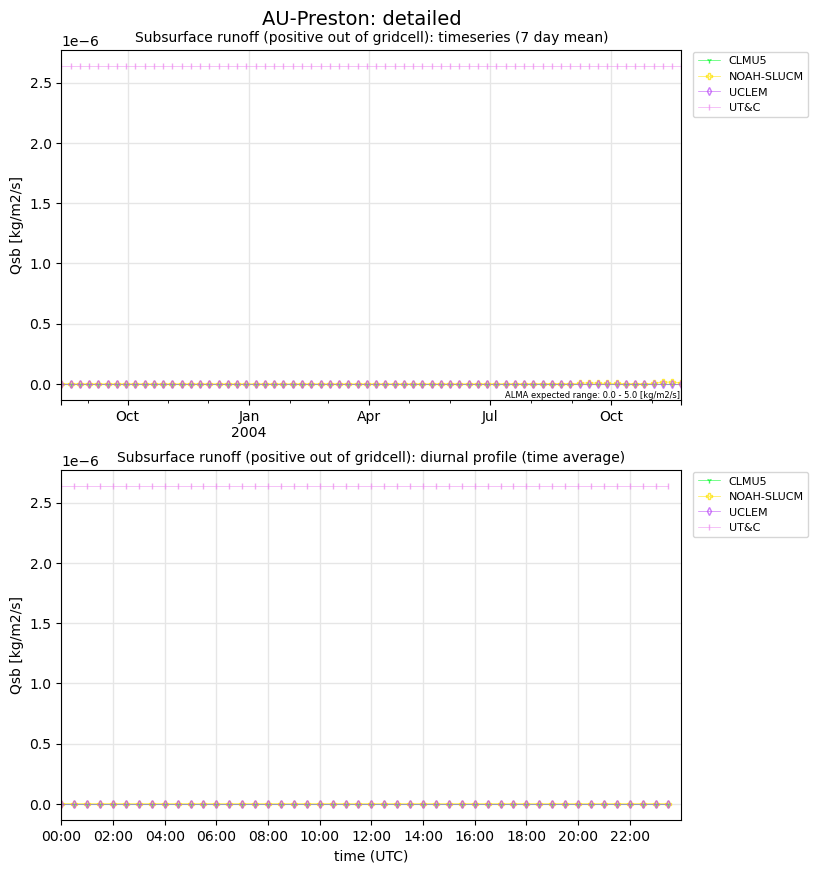 AU-Preston: detailed
Subsurface runoff (positive out of gridcell): timeseries (7 day mean)
1e−6
2.5
2.0
1.5
1.0
0.5
0.0
Qsb [kg/m2/s]
CLMU5
NOAH-SLUCM
UCLEM
UT&C
ALMA expected range: 0.0 - 5.0 [kg/m2/s]
Oct Jan Apr Jul Oct
2004
Subsurface runoff (positive out of gridcell): diurnal profile (time average)
1e−6
2.5
2.0
1.5
1.0
0.5
0.0
Qsb [kg/m2/s]
CLMU5
NOAH-SLUCM
UCLEM
UT&C
00:00 02:00 04:00 06:00 08:00 10:00 12:00 14:00 16:00 18:00 20:00 22:00
time (UTC)